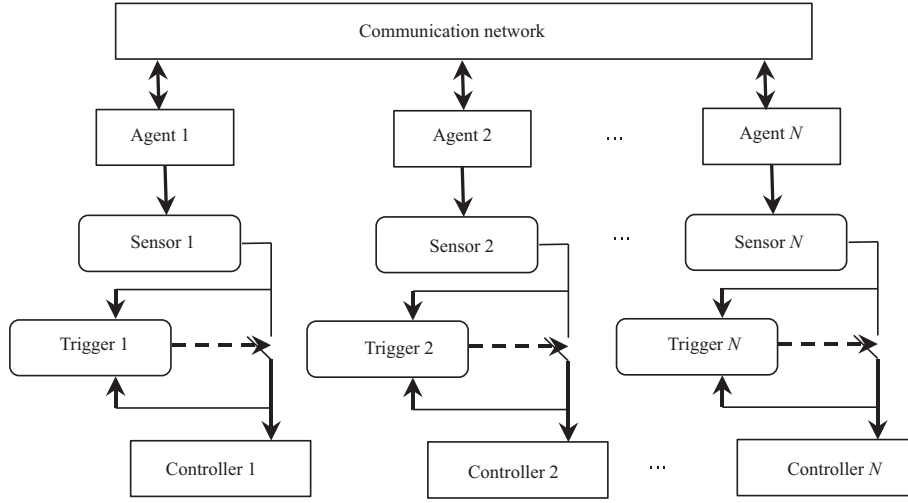 Communication network
Agent 1
Agent 2
...
Agent N
Sensor 1
Sensor 2
...
Sensor N
Trigger 1
Trigger 2
Trigger N
Controller 1
Controller 2
...
Controller N